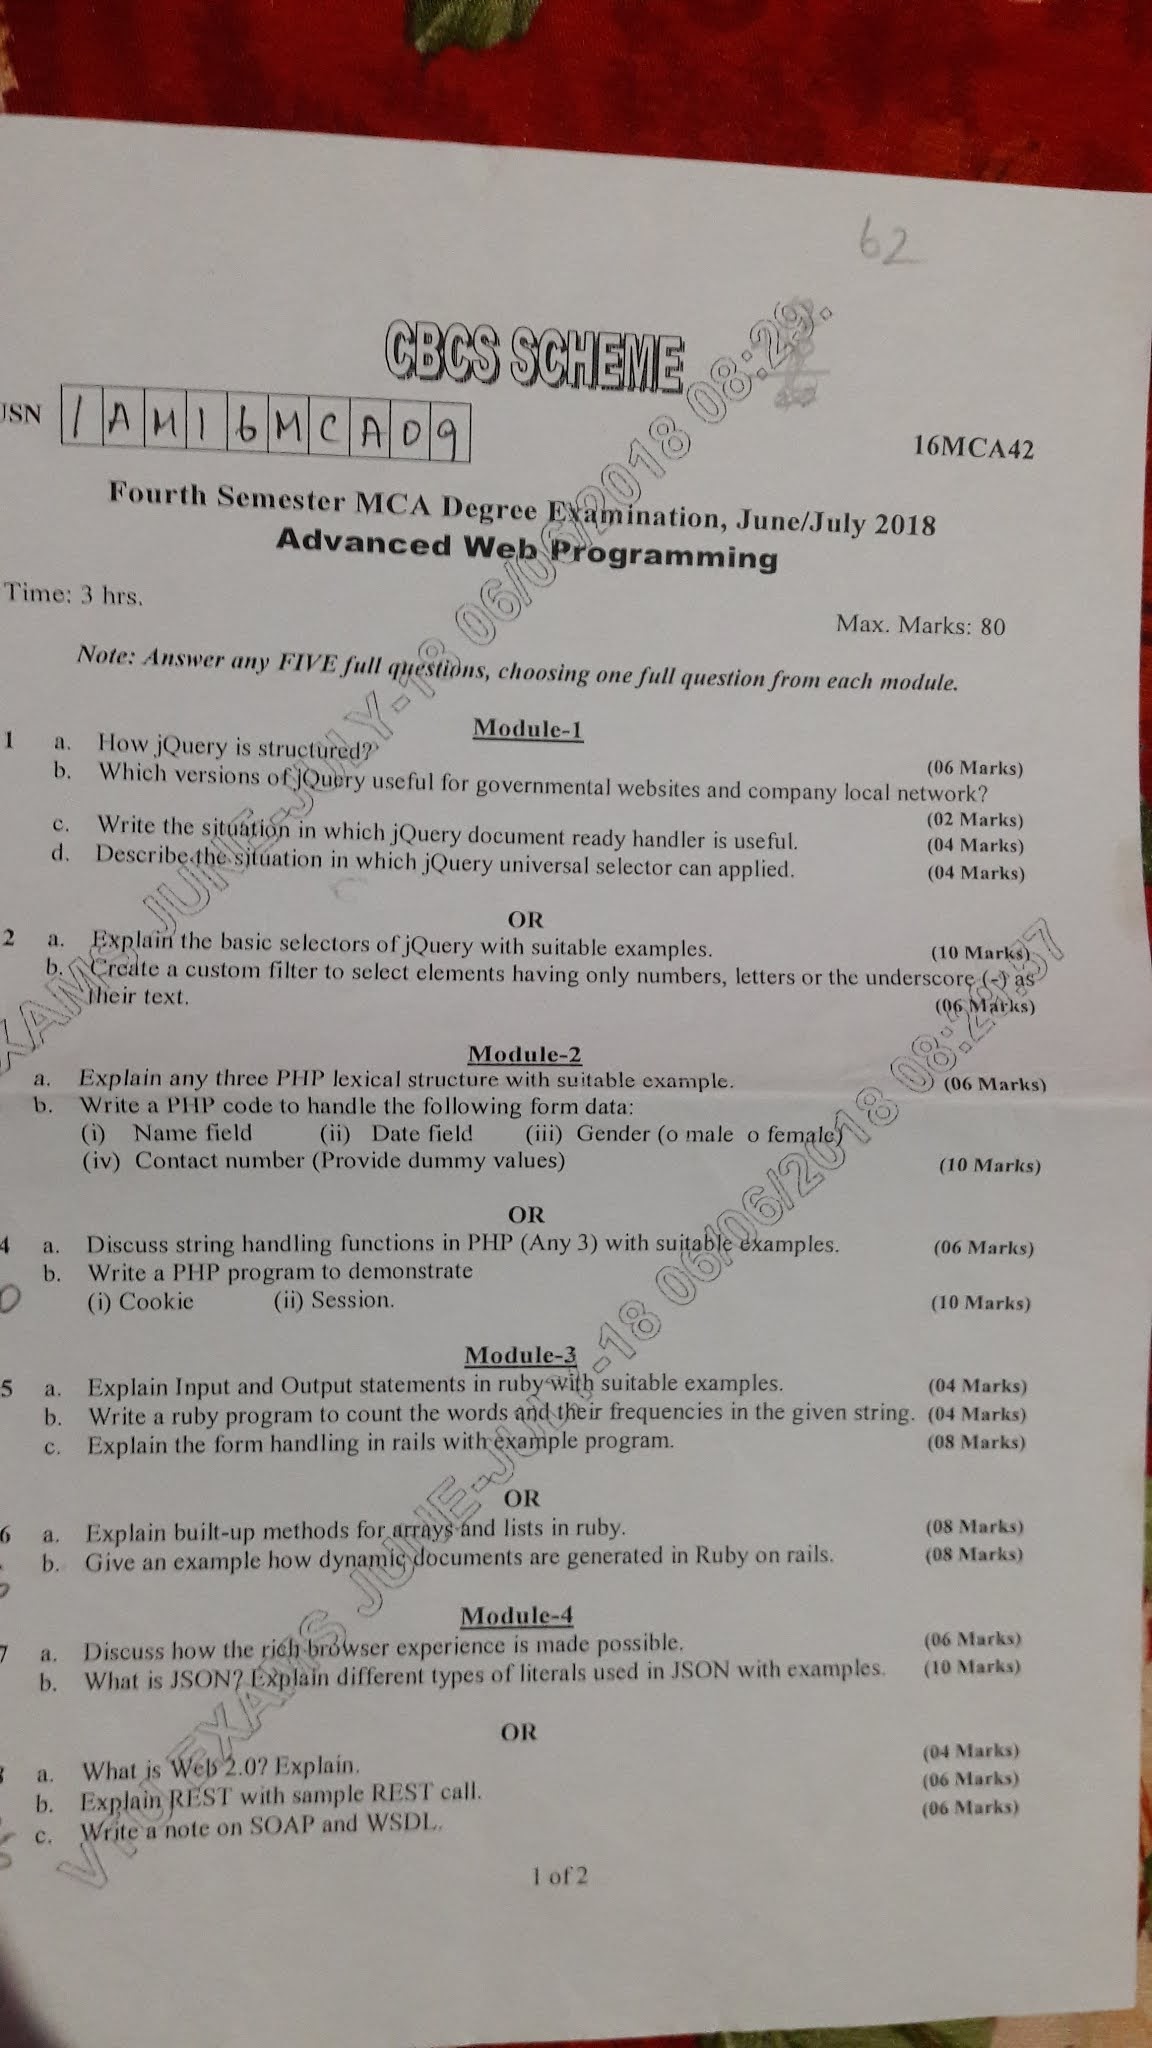 62
CBCS SCHEME
USN 1AM16MCA09
16MCA42
Fourth Semester MCA Degree Examination, June/July 2018
Advanced Web Programming
Time: 3 hrs.
Max. Marks: 80
Note: Answer any FIVE full questions, choosing one full question from each module.
Module-1
1 a. How jQuery is structured? (06 Marks)
b. Which versions of jQuery useful for governmental websites and company local network?
(02 Marks)
c. Write the situation in which jQuery document ready handler is useful. (04 Marks)
d. Describe the situation in which jQuery universal selector can applied. (04 Marks)
OR
2 a. Explain the basic selectors of jQuery with suitable examples. (10 Marks)
b. Create a custom filter to select elements having only numbers, letters or the underscore (-) as
their text. (06 Marks)
Module-2
a. Explain any three PHP lexical structure with suitable example. (06 Marks)
b. Write a PHP code to handle the following form data:
(i) Name field (ii) Date field (iii) Gender (o male o female)
(iv) Contact number (Provide dummy values) (10 Marks)
OR
4 a. Discuss string handling functions in PHP (Any 3) with suitable examples. (06 Marks)
b. Write a PHP program to demonstrate
(i) Cookie (ii) Session. (10 Marks)
Module-3
5 a. Explain Input and Output statements in ruby with suitable examples. (04 Marks)
b. Write a ruby program to count the words and their frequencies in the given string. (04 Marks)
c. Explain the form handling in rails with example program. (08 Marks)
OR
6 a. Explain built-up methods for arrays and lists in ruby. (08 Marks)
b. Give an example how dynamic documents are generated in Ruby on rails. (08 Marks)
Module-4
7 a. Discuss how the rich browser experience is made possible. (06 Marks)
b. What is JSON? Explain different types of literals used in JSON with examples. (10 Marks)
OR
a. What is Web 2.0? Explain. (04 Marks)
b. Explain REST with sample REST call. (06 Marks)
c. Write a note on SOAP and WSDL. (06 Marks)
1 of 2
EXAMS JUNE-JULY-18 06/06/2018 08:29:
VTU EXAMS JUNE-JULY-18 06/06/2018